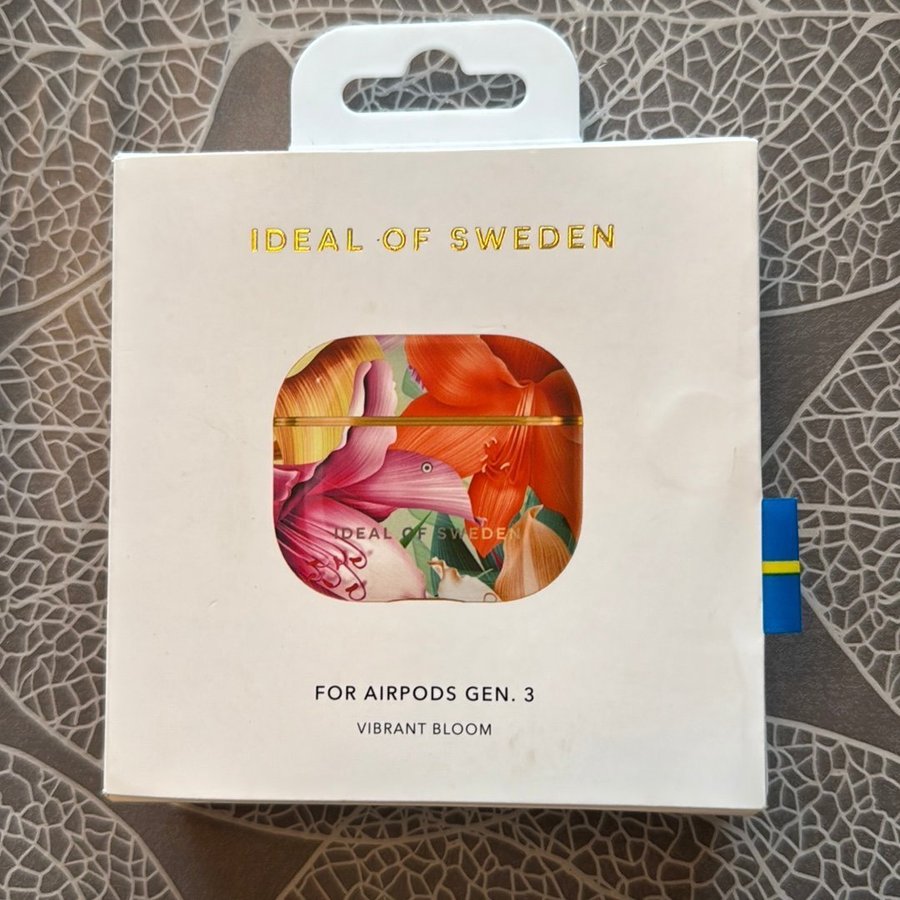 IDEAL OF SWEDEN
IDEAL OF SWEDEN
FOR AIRPODS GEN. 3
VIBRANT BLOOM